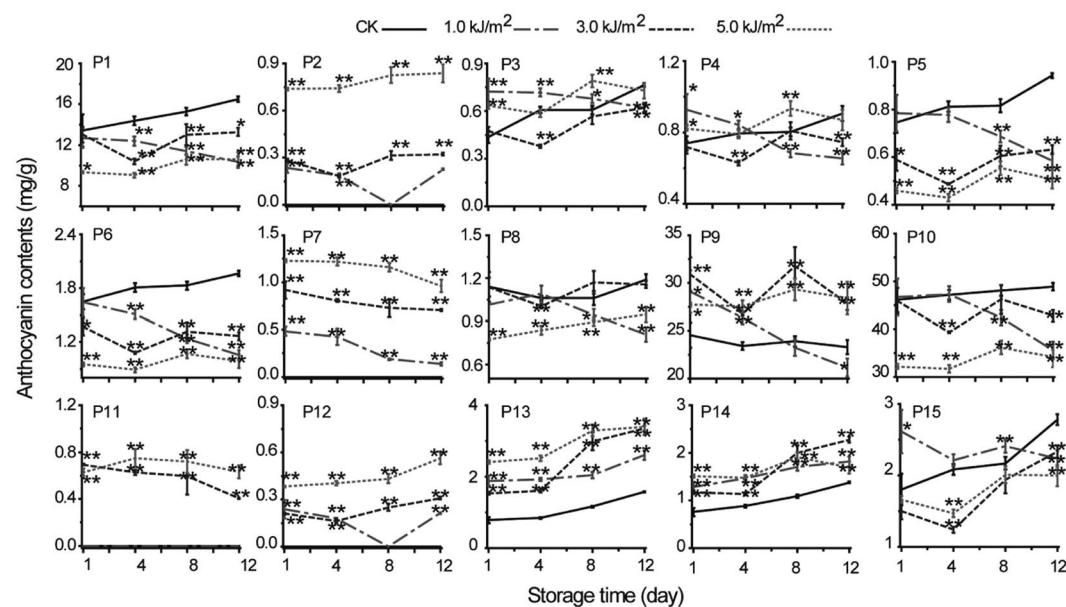 CK 1.0 kJ/m² 3.0 kJ/m² 5.0 kJ/m²
Anthocyanin contents (mg/g)
P1 P2 P3 P4 P5
20 0.9 0.9 1.2 1.0
16 0.6 0.6 0.8 0.8
12 0.3 0.3 0.6
8 0.0 0.0 0.4 0.4
P6 P7 P8 P9 P10
2.4 1.5 1.5 35 60
1.8 1.0 1.2 30 50
1.2 0.5 0.9 25 40
0.6 0.0 0.6 20 30
P11 P12 P13 P14 P15
1.2 0.9 4 3 3
0.8 0.6 3 2 2
0.4 0.3 2 1
0.0 0.0 1 0 1
0
1 4 8 12 1 4 8 12 1 4 8 12 1 4 8 12 1 4 8 12
Storage time (day)